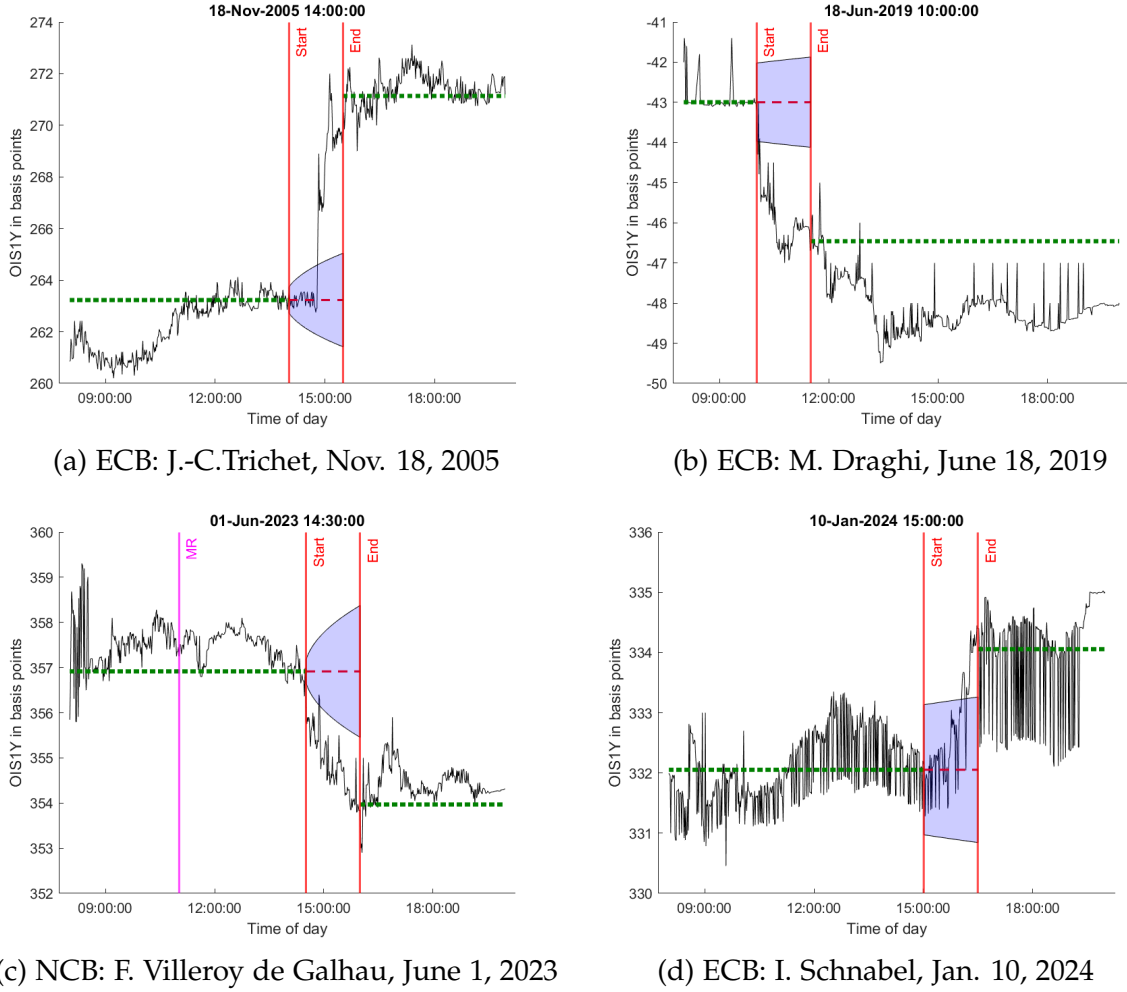 18-Nov-2005 14:00:00
274
272
270
268
266
264
262
260
OIS1Y in basis points
Start
End
09:00:00 12:00:00 15:00:00 18:00:00
Time of day
(a) ECB: J.-C.Trichet, Nov. 18, 2005
18-Jun-2019 10:00:00
-41
-42
-43
-44
-45
-46
-47
-48
-49
-50
OIS1Y in basis points
Start
End
09:00:00 12:00:00 15:00:00 18:00:00
Time of day
(b) ECB: M. Draghi, June 18, 2019
01-Jun-2023 14:30:00
360
359
358
357
356
355
354
353
352
OIS1Y in basis points
MR
Start
End
09:00:00 12:00:00 15:00:00 18:00:00
Time of day
(c) NCB: F. Villeroy de Galhau, June 1, 2023
10-Jan-2024 15:00:00
336
335
334
333
332
331
330
OIS1Y in basis points
Start
End
09:00:00 12:00:00 15:00:00 18:00:00
Time of day
(d) ECB: I. Schnabel, Jan. 10, 2024